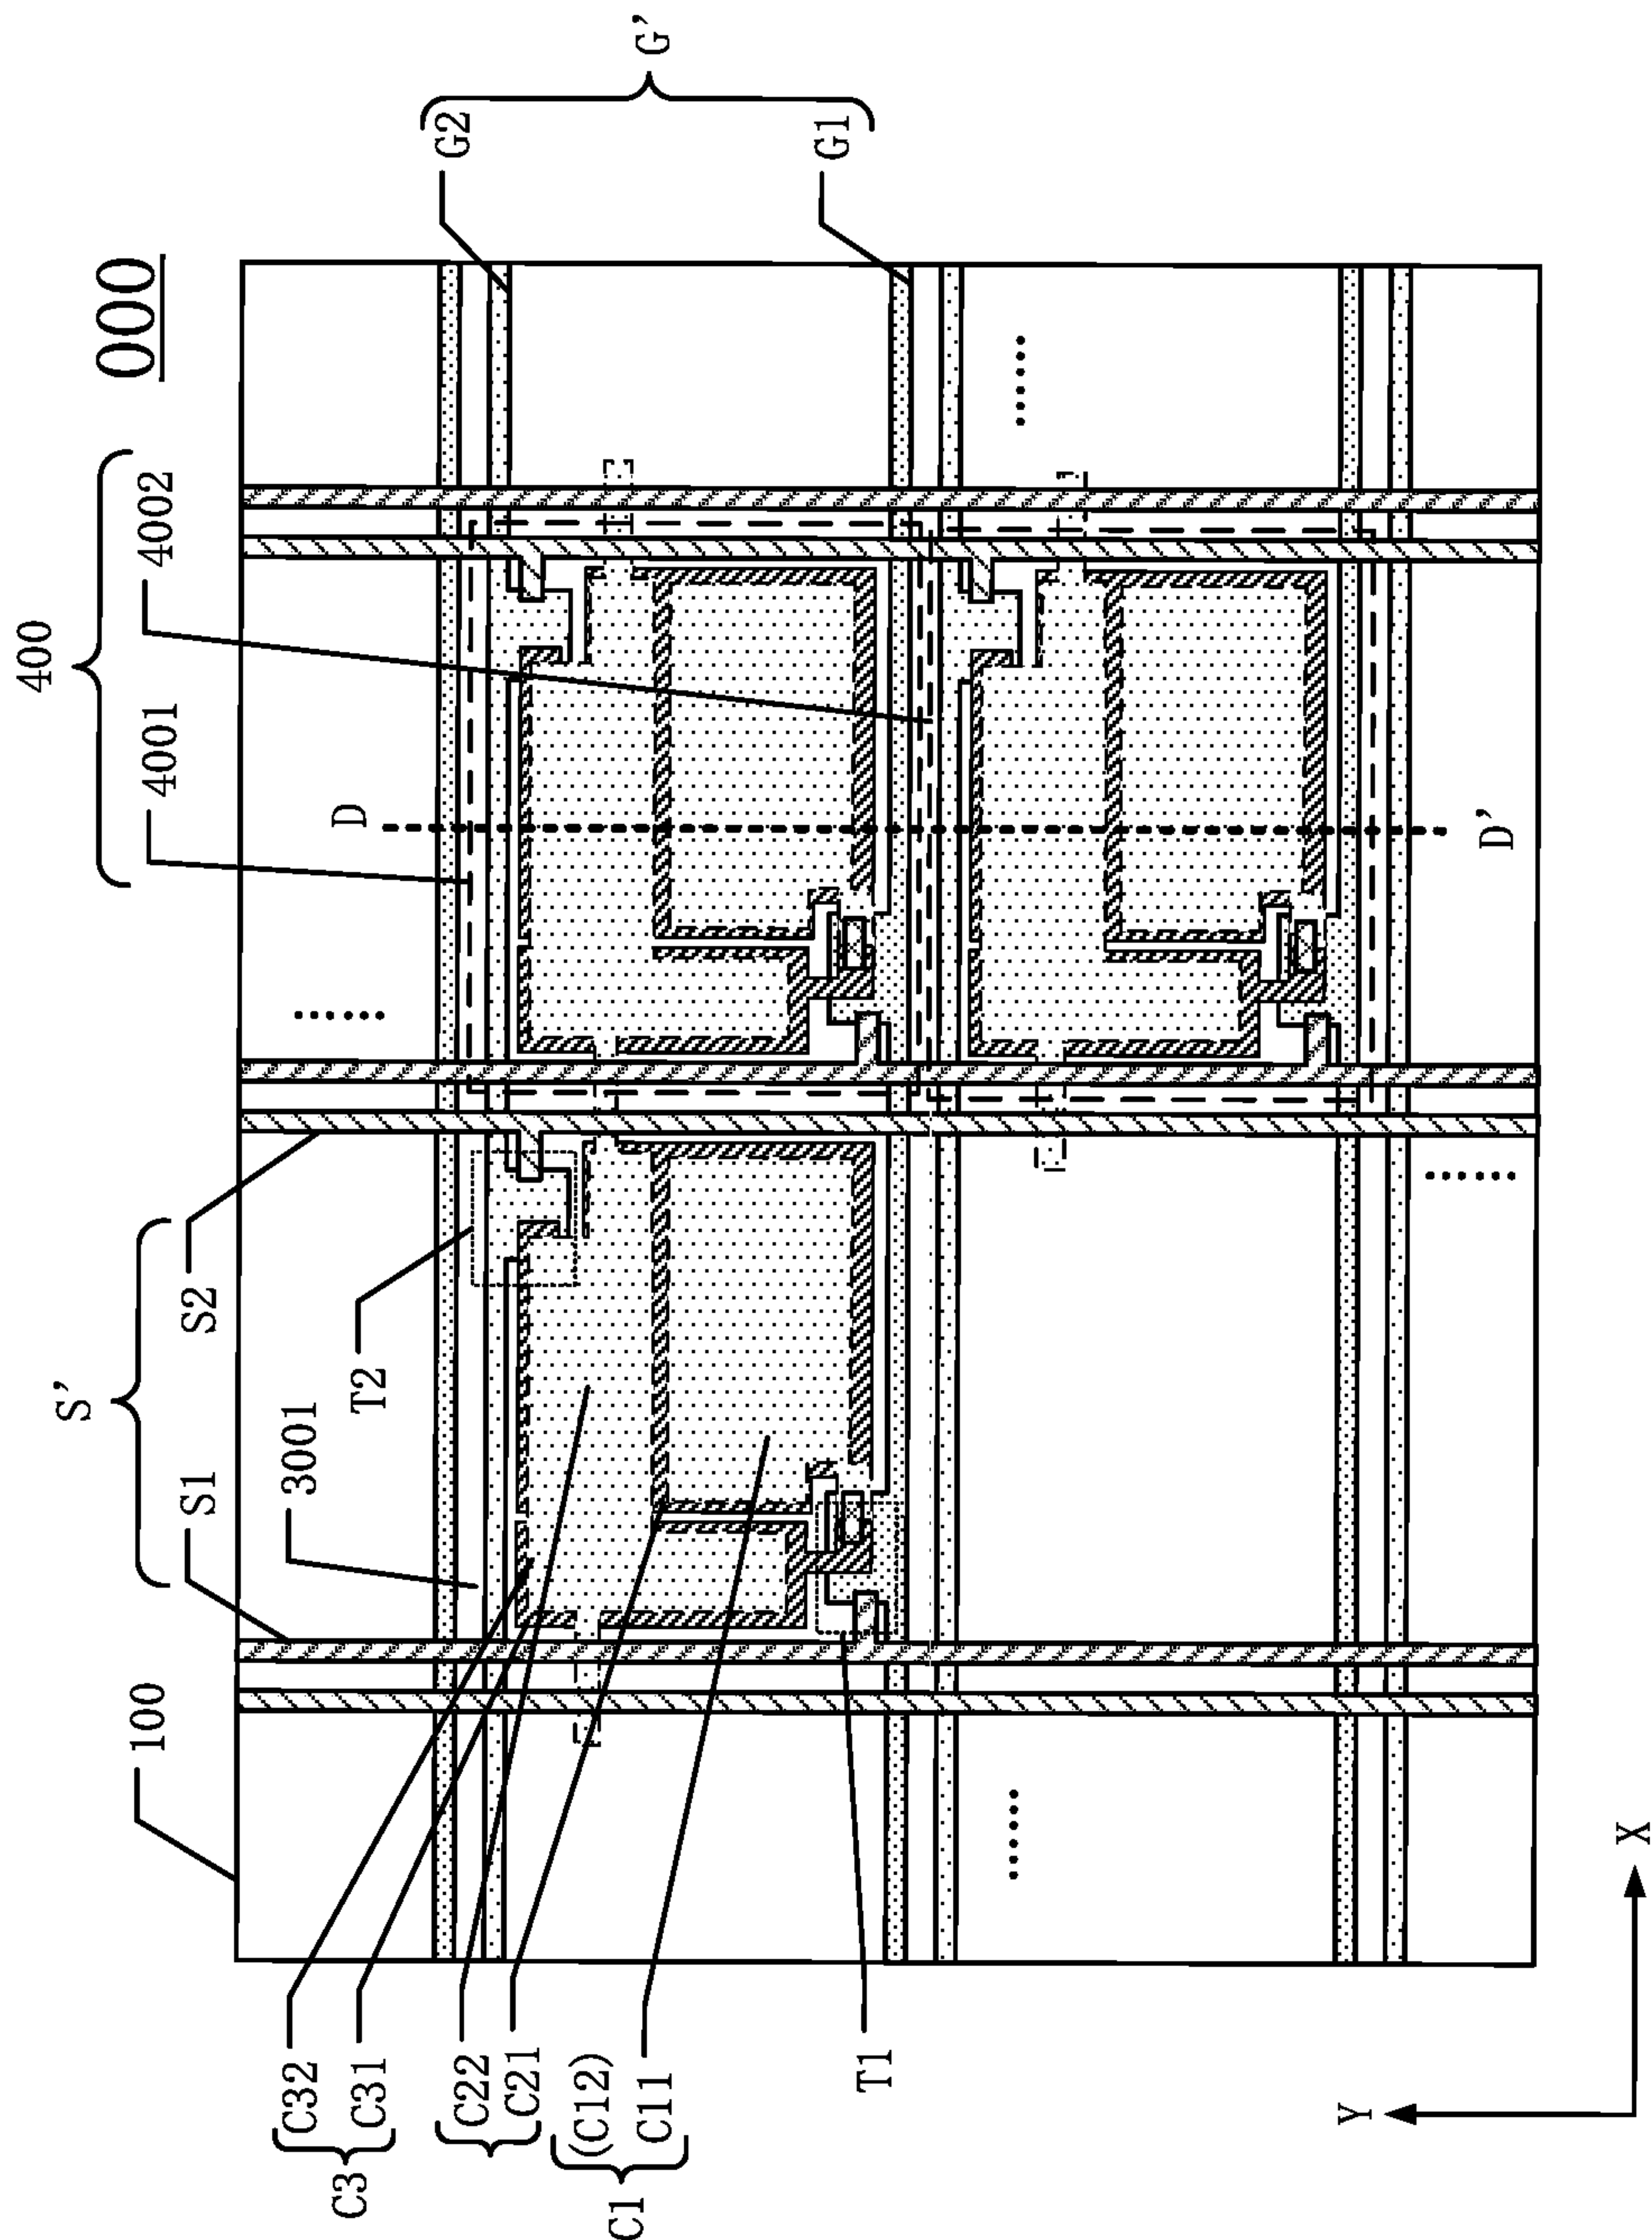 000
400
4001
4002
G'
G2
G1
S'
S1
S2
3001
T2
100
D
D'
......
......
......
......
C3
C32
C31
C22
C21
C1
(C12)
C11
T1
Y
X